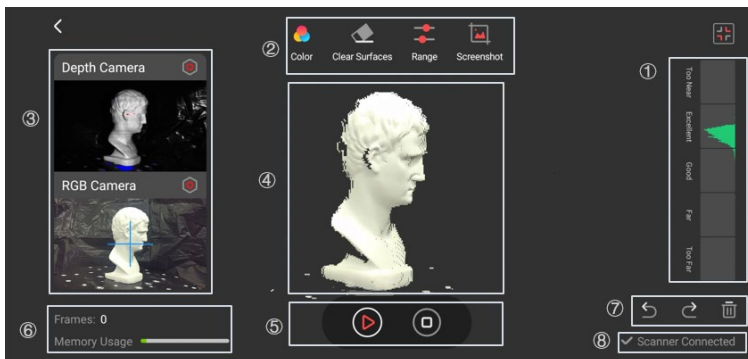 ②
Color
Clear Surfaces
Range
Screenshot
①
Too Near
Excellent
Good
Far
Too Far
③
Depth Camera
RGB Camera
④
⑤
⑥
Frames: 0
Memory Usage
⑦
⑧
Scanner Connected